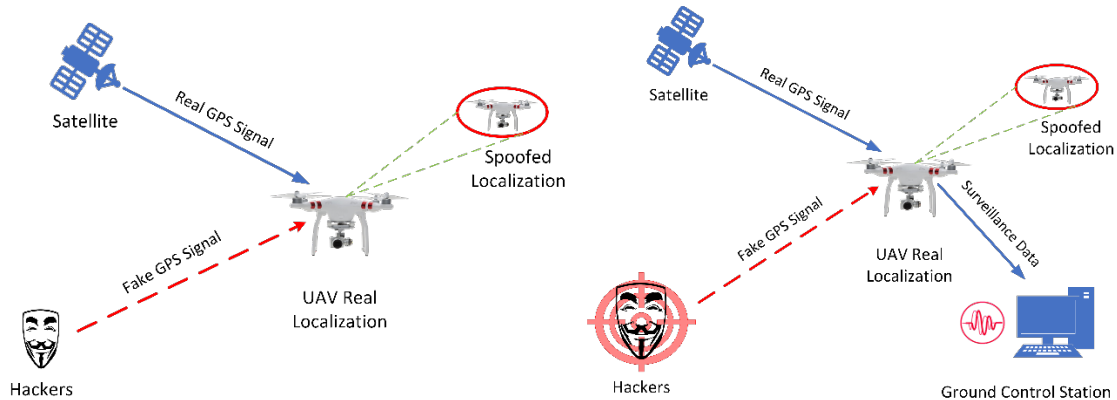 Satellite
Real GPS Signal
Spoofed
Localization
Fake GPS Signal
UAV Real
Localization
Hackers
Satellite
Real GPS Signal
Spoofed
Localization
Fake GPS Signal
Surveillance Data
UAV Real
Localization
Hackers
Ground Control Station